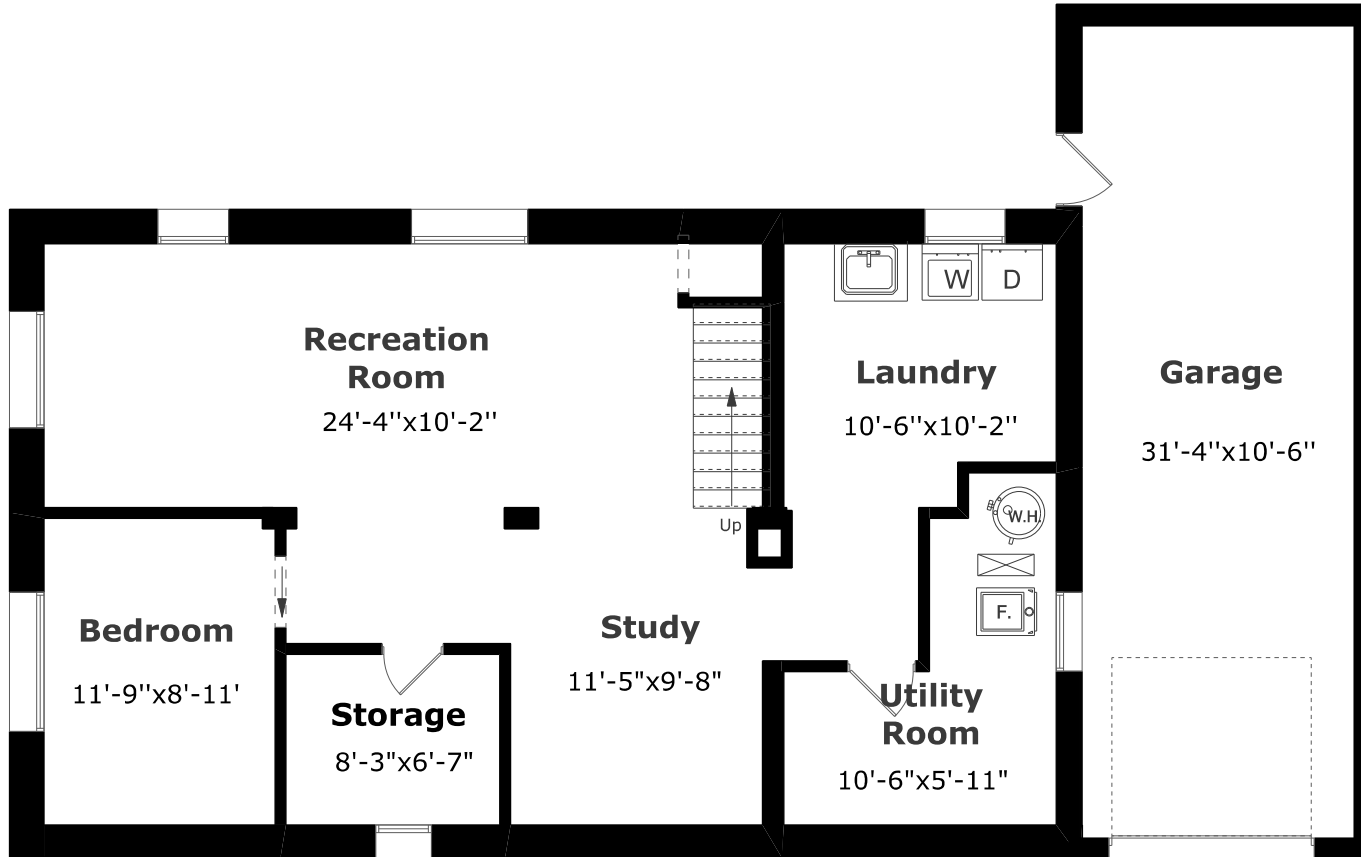 Recreation
Room
24'-4''x10'-2''
W
D
Laundry
10'-6''x10'-2''
Garage
31'-4''x10'-6''
Up
W.H.
F.
Bedroom
11'-9''x8'-11'
Study
11'-5"x9'-8"
Storage
8'-3"x6'-7"
Utility
Room
10'-6"x5'-11"